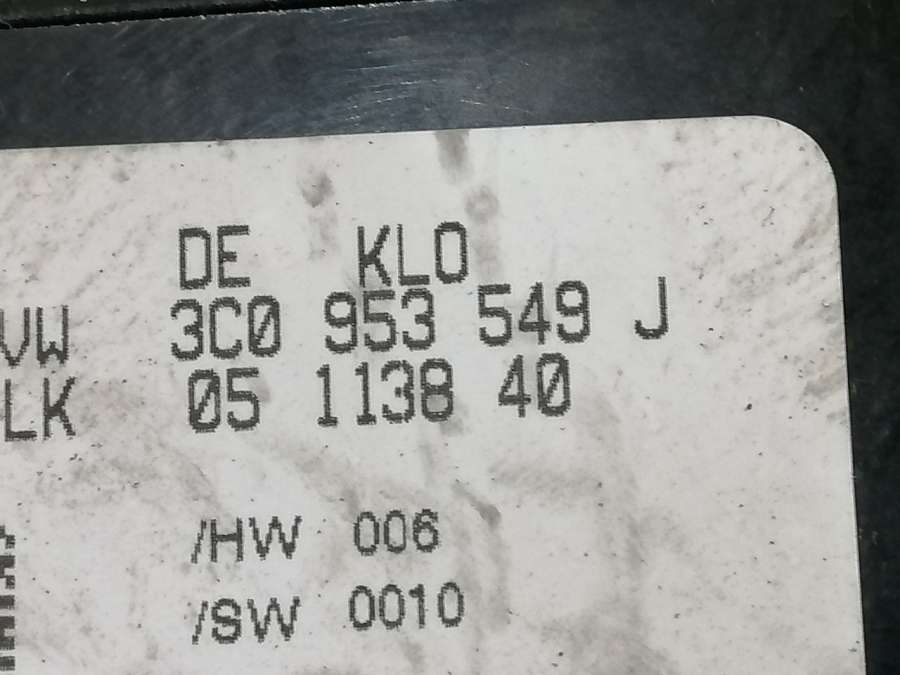 DE KLO
VW 3C0 953 549 J
LK 05 1138 40
/HW 006
/SW 0010